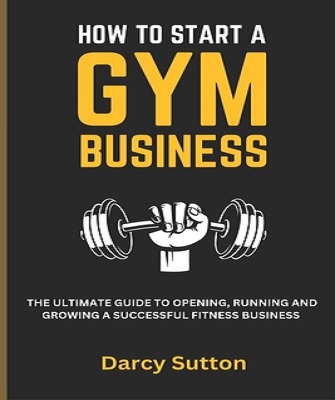 HOW TO START A
GYM
BUSINESS
THE ULTIMATE GUIDE TO OPENING, RUNNING AND
GROWING A SUCCESSFUL FITNESS BUSINESS
Darcy Sutton